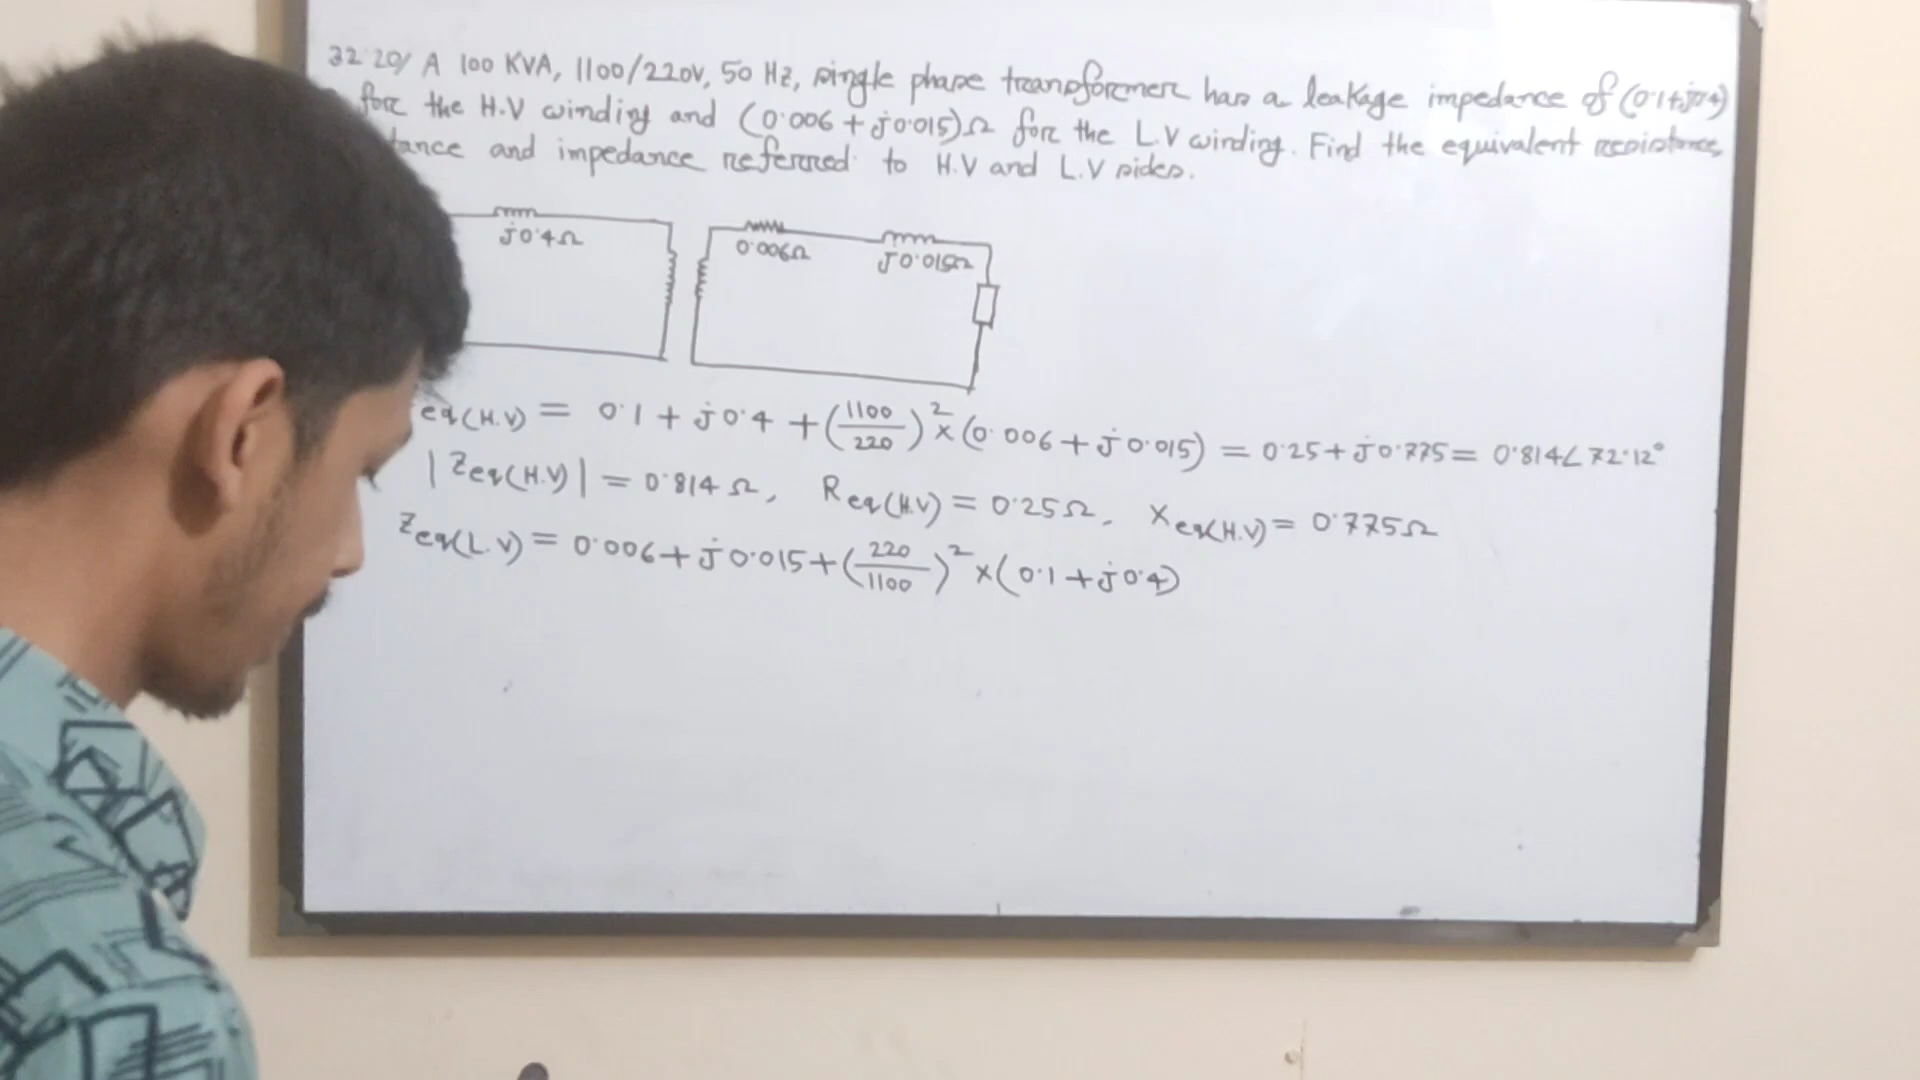 32.20/ A 100 KVA, 1100/220V, 50 Hz, single phase transformer has a leakage impedance of (0.1+j0.4)
for the H.V winding and (0.006 + j0.015)Ω for the L.V winding. Find the equivalent resistance,
tance and impedance referred to H.V and L.V sides.
j0.4Ω
0.006Ω
J0.015Ω
eq(H.V) = 0.1 + j0.4 + (1100/220)² × (0.006 + j0.015) = 0.25 + j0.775 = 0.814∠72.12°
|Zeq(H.V)| = 0.814Ω, Req(H.V) = 0.25Ω, Xeq(H.V) = 0.775Ω
Zeq(L.V) = 0.006 + j0.015 + (220/1100)² × (0.1 + j0.4)